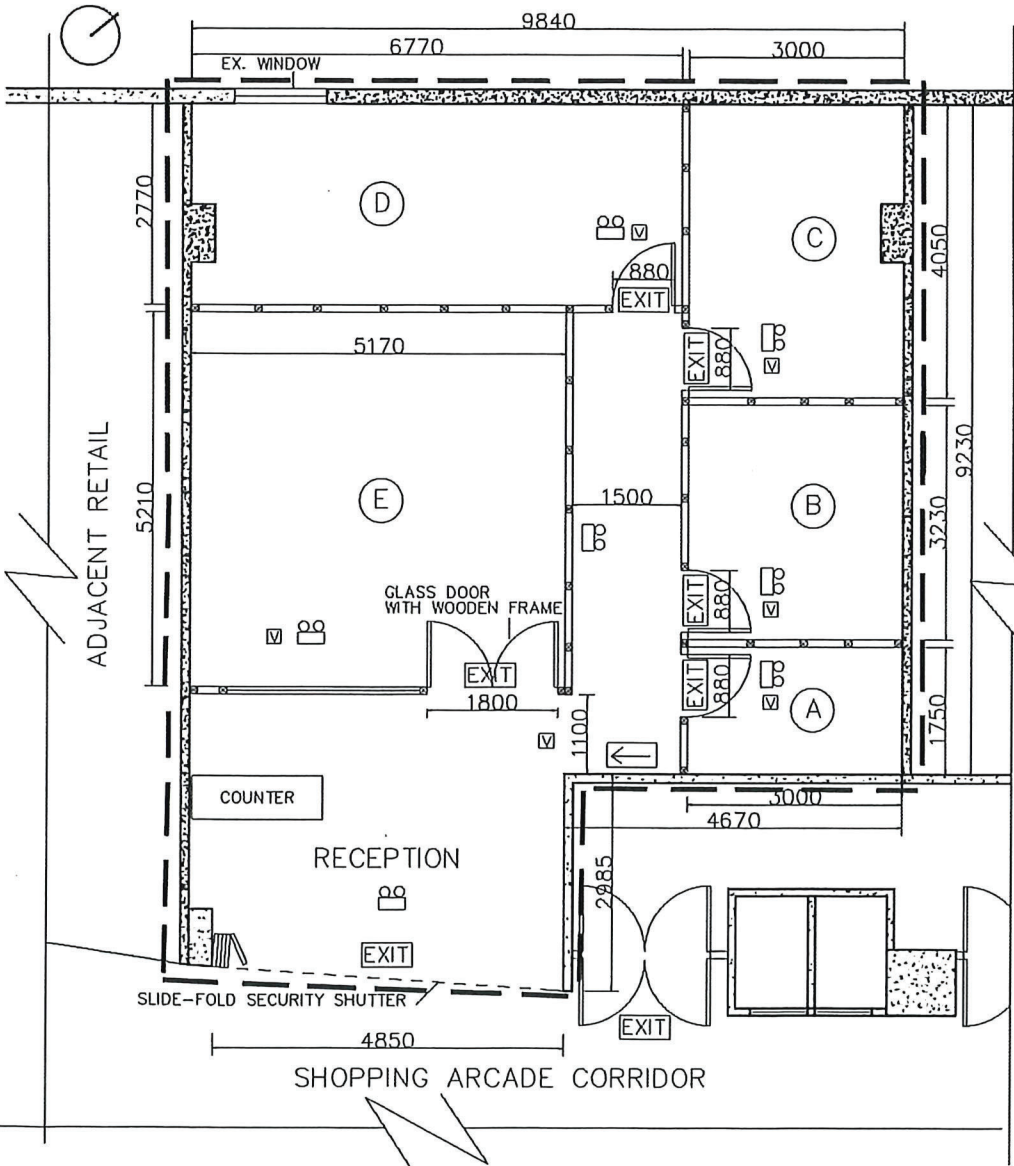 9840
6770
3000
EX. WINDOW
2770
D
C
V
880
EXIT
4050
5170
EXIT
880
V
ADJACENT RETAIL
5210
E
1500
B
9230
3230
GLASS DOOR
WITH WOODEN FRAME
EXIT
880
V
V
EXIT
1800
EXIT
880
V
A
1750
V
1100
COUNTER
3000
4670
RECEPTION
2985
EXIT
SLIDE-FOLD SECURITY SHUTTER
EXIT
4850
SHOPPING ARCADE CORRIDOR